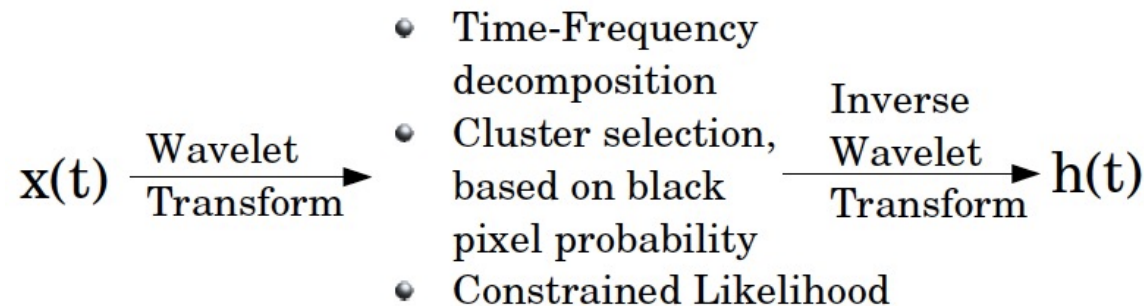 x(t)
Wavelet
Transform
Time-Frequency
decomposition
Cluster selection,
based on black
pixel probability
Constrained Likelihood
Inverse
Wavelet
Transform
h(t)